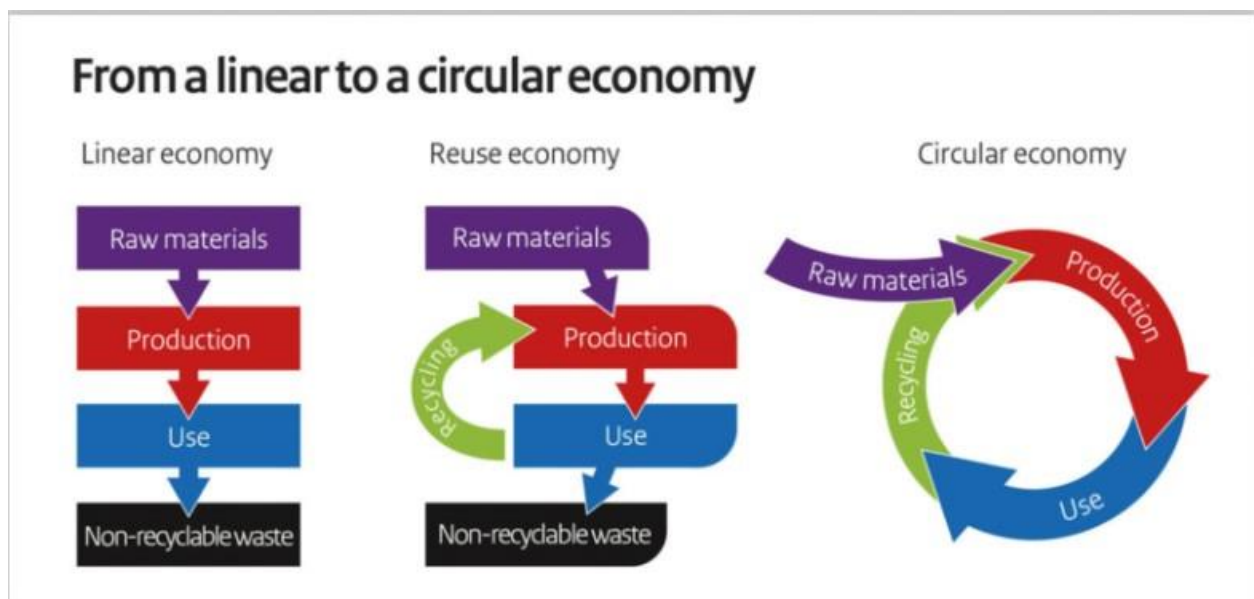 From a linear to a circular economy
Linear economy
Raw materials
Production
Use
Non-recyclable waste
Reuse economy
Raw materials
Production
Recycling
Use
Non-recyclable waste
Circular economy
Raw materials
Production
Use
Recycling